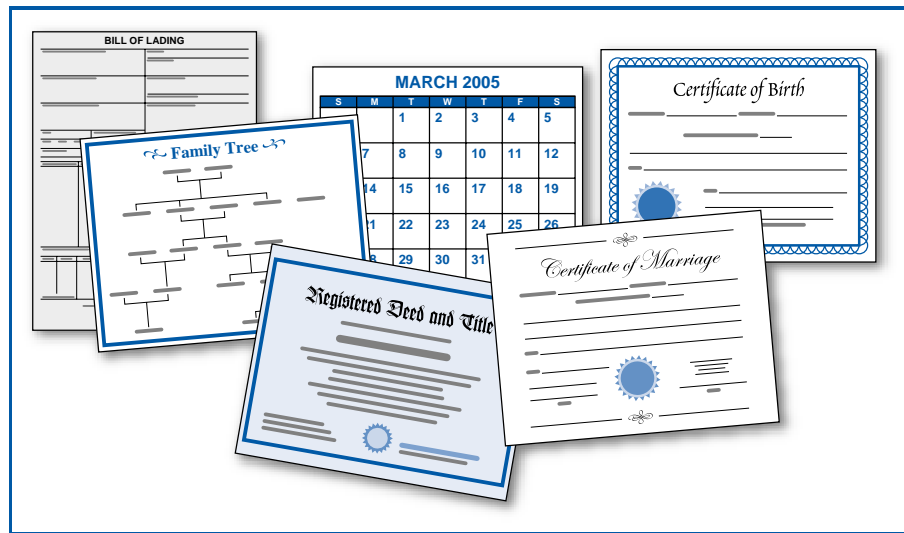 BILL OF LADING
MARCH 2005
S M T W T F S
1 2 3 4 5
7 8 9 10 11 12
14 15 16 17 18 19
21 22 23 24 25 26
28 29 30 31
Certificate of Birth
Family Tree
Certificate of Marriage
Registered Deed and Title